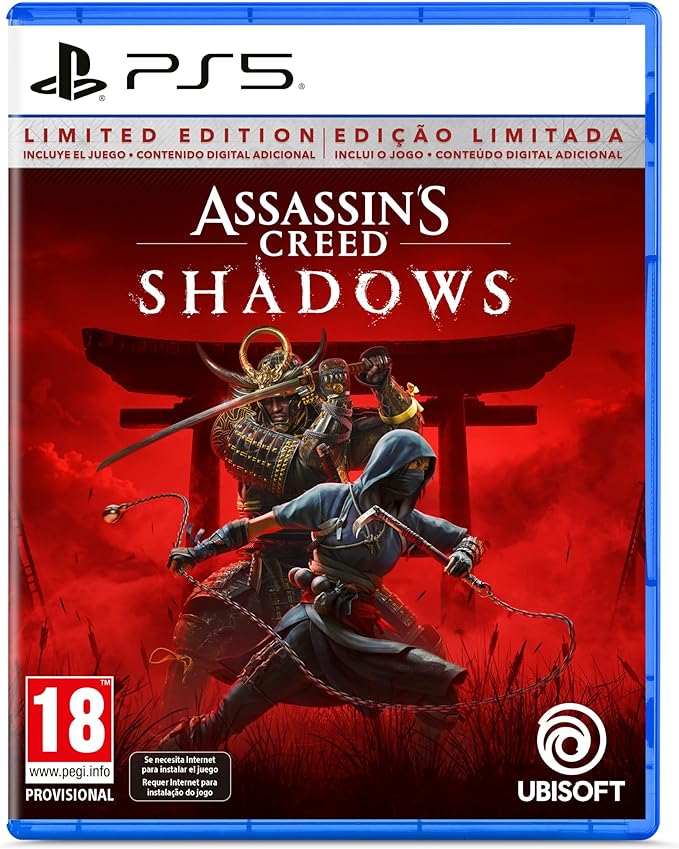 PS5
LIMITED EDITION | EDIÇÃO LIMITADA
INCLUYE EL JUEGO • CONTENIDO DIGITAL ADICIONAL | INCLUI O JOGO • CONTEÚDO DIGITAL ADICIONAL
ASSASSIN'S
CREED
SHADOWS
18™
www.pegi.info
PROVISIONAL
Se necesita Internet
para instalar el juego
Requer Internet para
instalação do jogo
UBISOFT